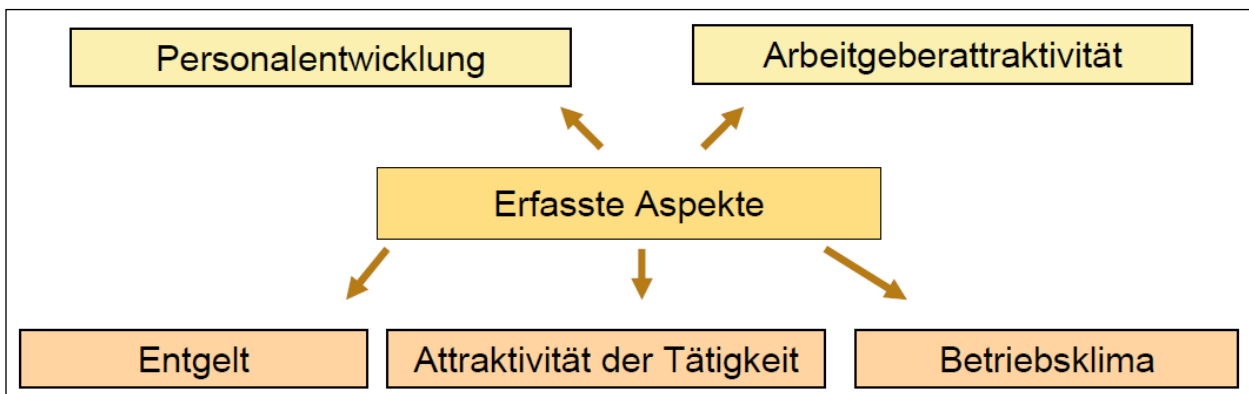 Personalentwicklung
Arbeitgeberattraktivität
Erfasste Aspekte
Entgelt
Attraktivität der Tätigkeit
Betriebsklima